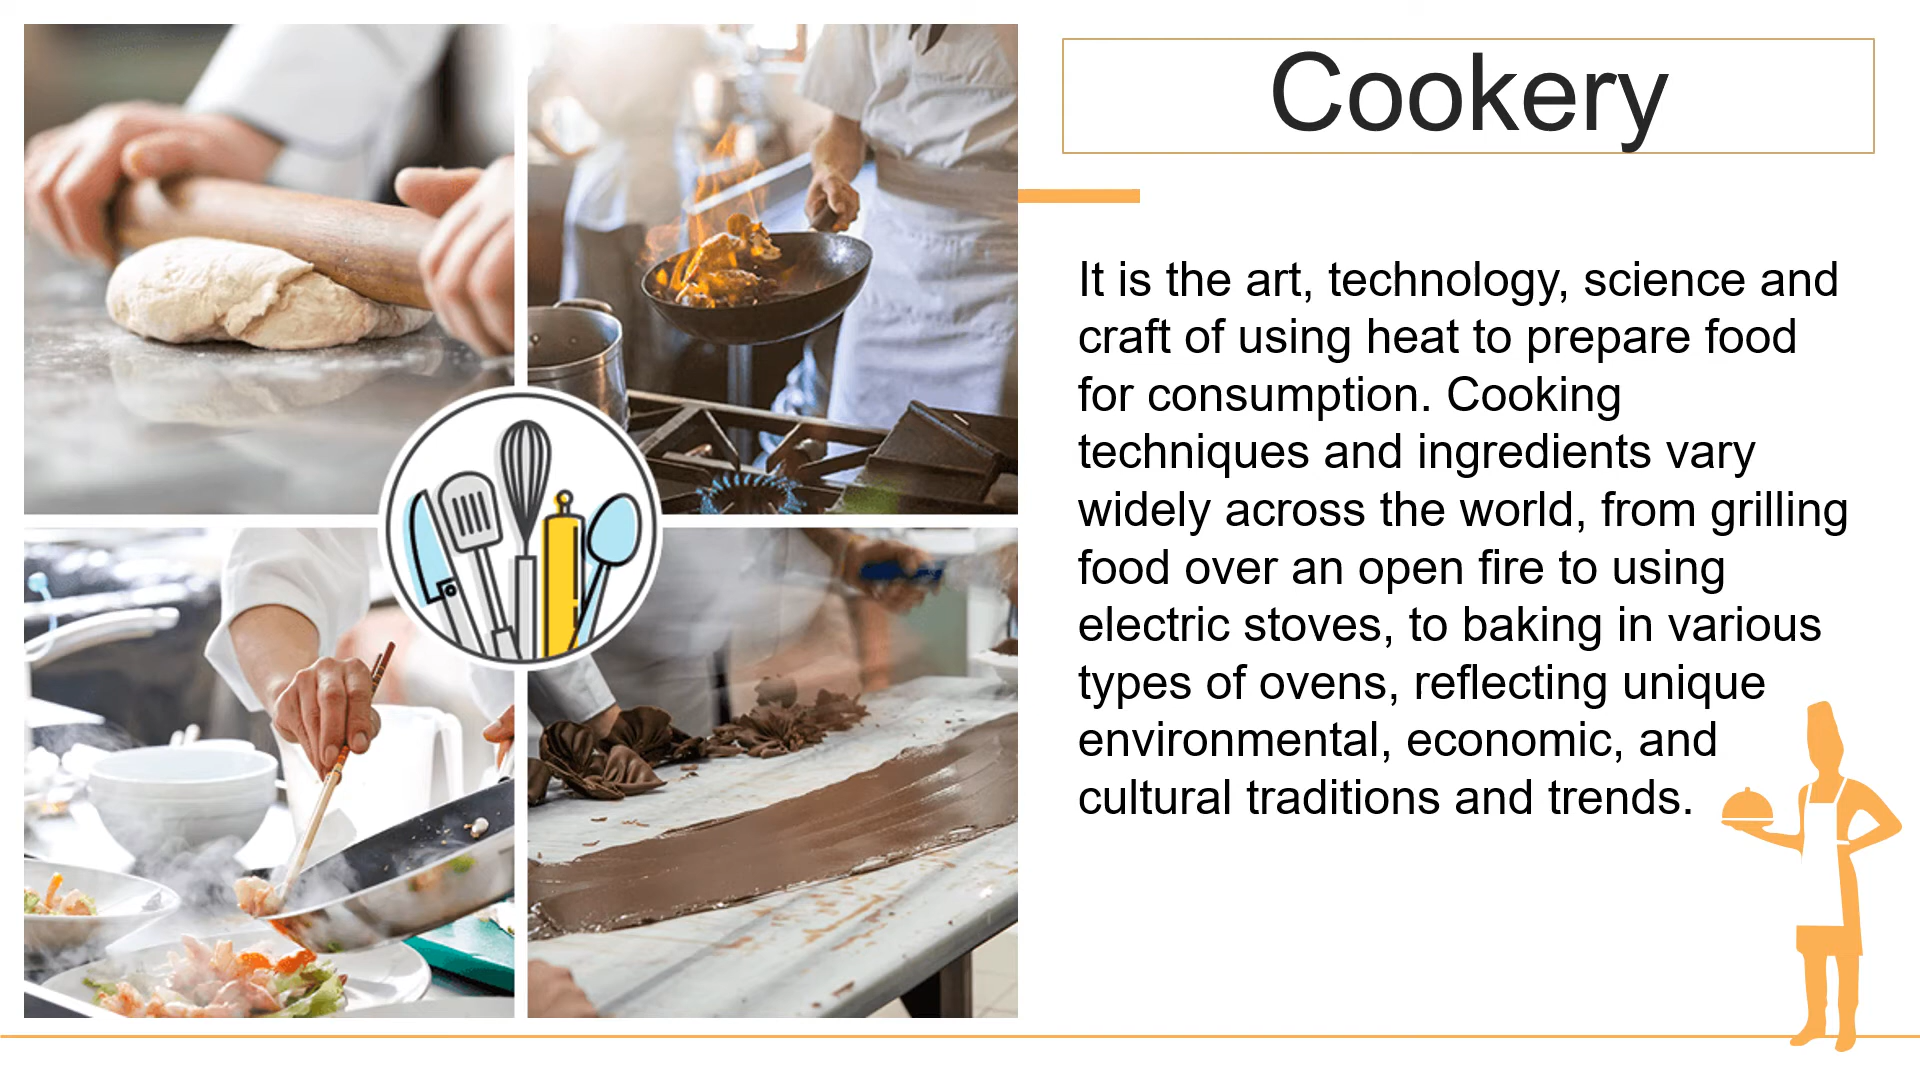 Cookery
It is the art, technology, science and
craft of using heat to prepare food
for consumption. Cooking
techniques and ingredients vary
widely across the world, from grilling
food over an open fire to using
electric stoves, to baking in various
types of ovens, reflecting unique
environmental, economic, and
cultural traditions and trends.